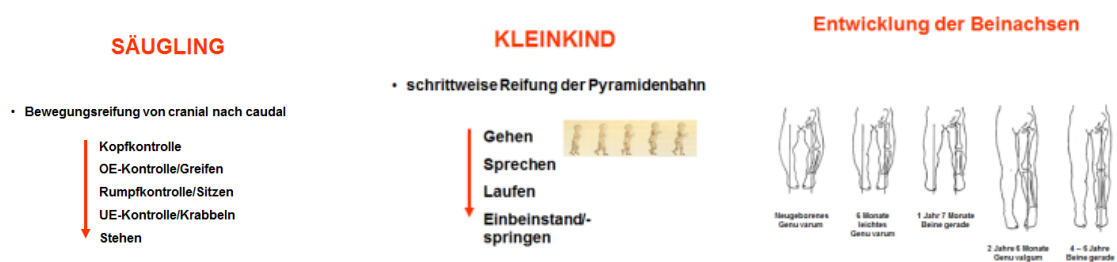 SÄUGLING
• Bewegungsreifung von cranial nach caudal
Kopfkontrolle
OE-Kontrolle/Greifen
Rumpfkontrolle/Sitzen
UE-Kontrolle/Krabbeln
Stehen
KLEINKIND
• schrittweise Reifung der Pyramidenbahn
Gehen
Sprechen
Laufen
Einbeinstand/-
springen
Entwicklung der Beinachsen
Neugeborenes
Genu varum
6 Monate
leichtes
Genu varum
1 Jahr 7 Monate
Beine gerade
2 Jahre 6 Monate
Genu valgum
4 – 6 Jahre
Beine gerade